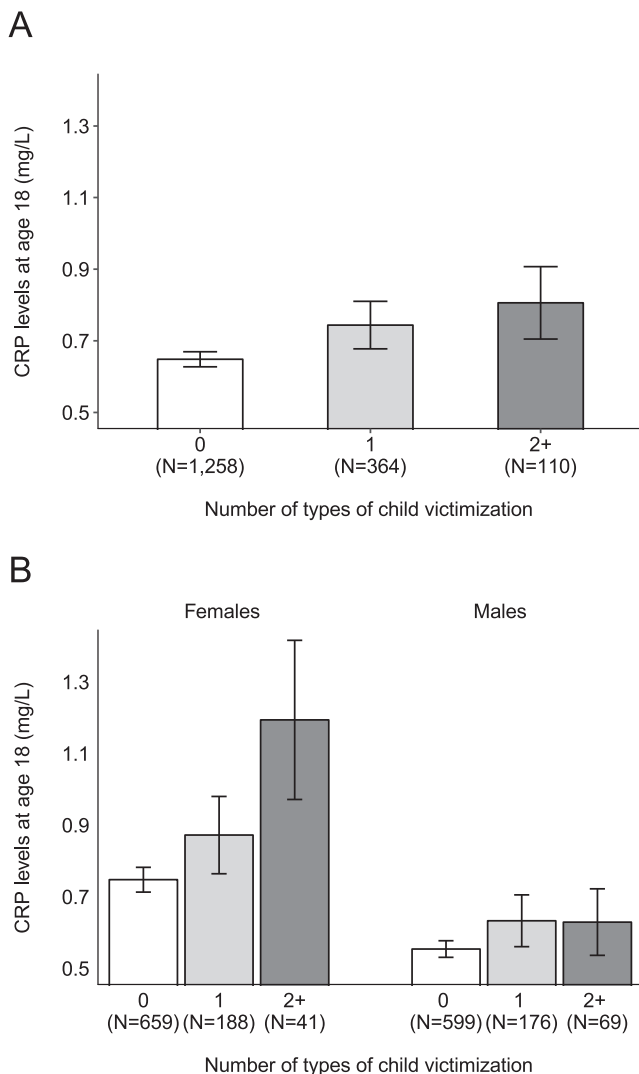 A
CRP levels at age 18 (mg/L)
1.3
1.1
0.9
0.7
0.5
0 1 2+
(N=1,258) (N=364) (N=110)
Number of types of child victimization
B
Females Males
CRP levels at age 18 (mg/L)
1.3
1.1
0.9
0.7
0.5
0 1 2+ 0 1 2+
(N=659) (N=188) (N=41) (N=599) (N=176) (N=69)
Number of types of child victimization